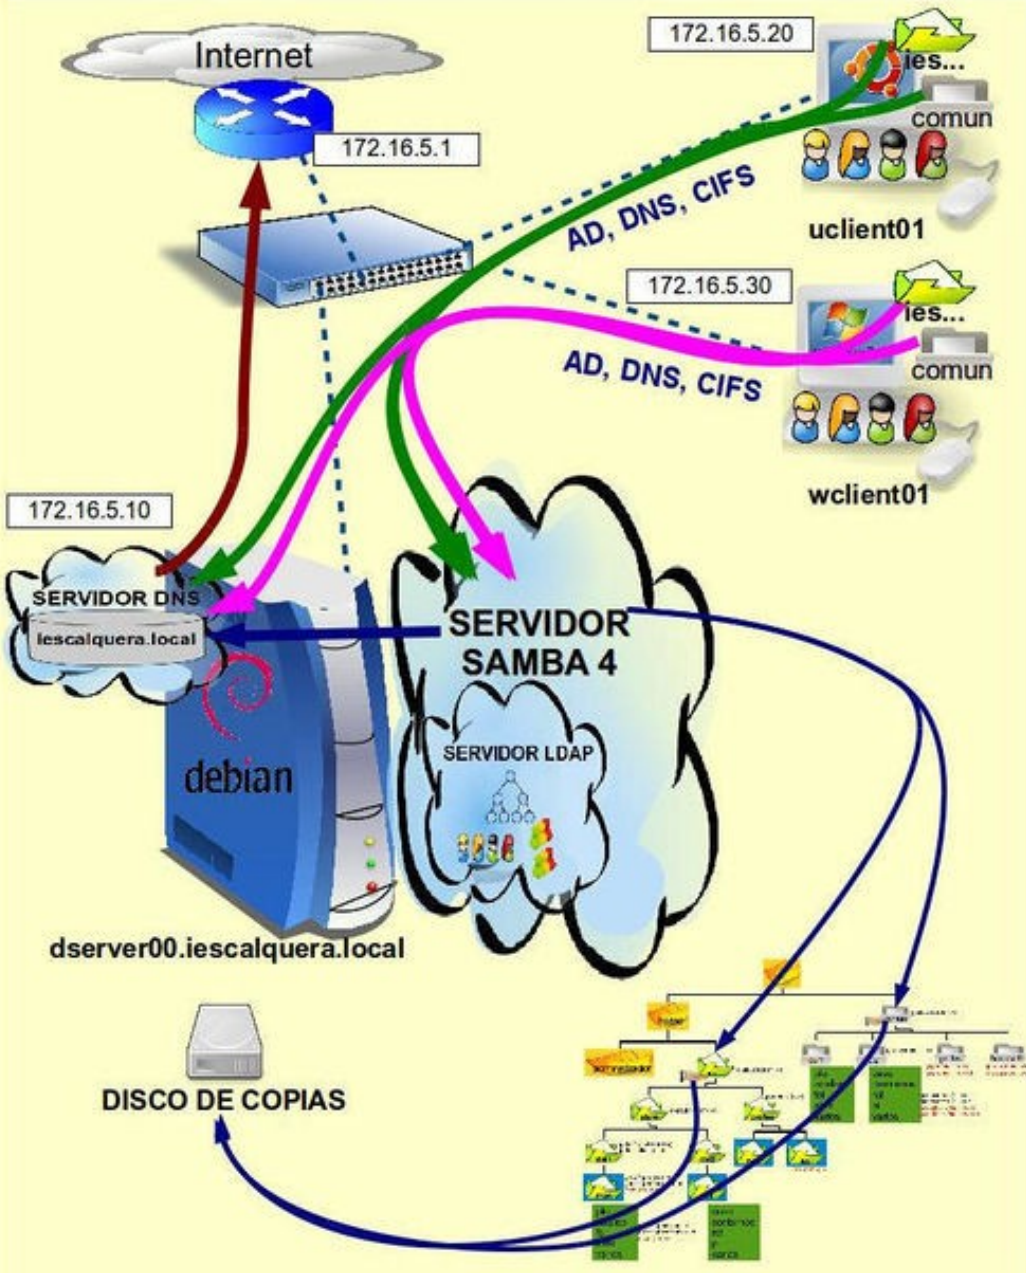 Internet
172.16.5.20
ies...
comun
172.16.5.1
AD, DNS, CIFS
uclient01
172.16.5.30
ies...
comun
AD, DNS, CIFS
wclient01
172.16.5.10
SERVIDOR DNS
iescalquera.local
SERVIDOR
SAMBA 4
SERVIDOR LDAP
debian
dserver00.iescalquera.local
DISCO DE COPIAS